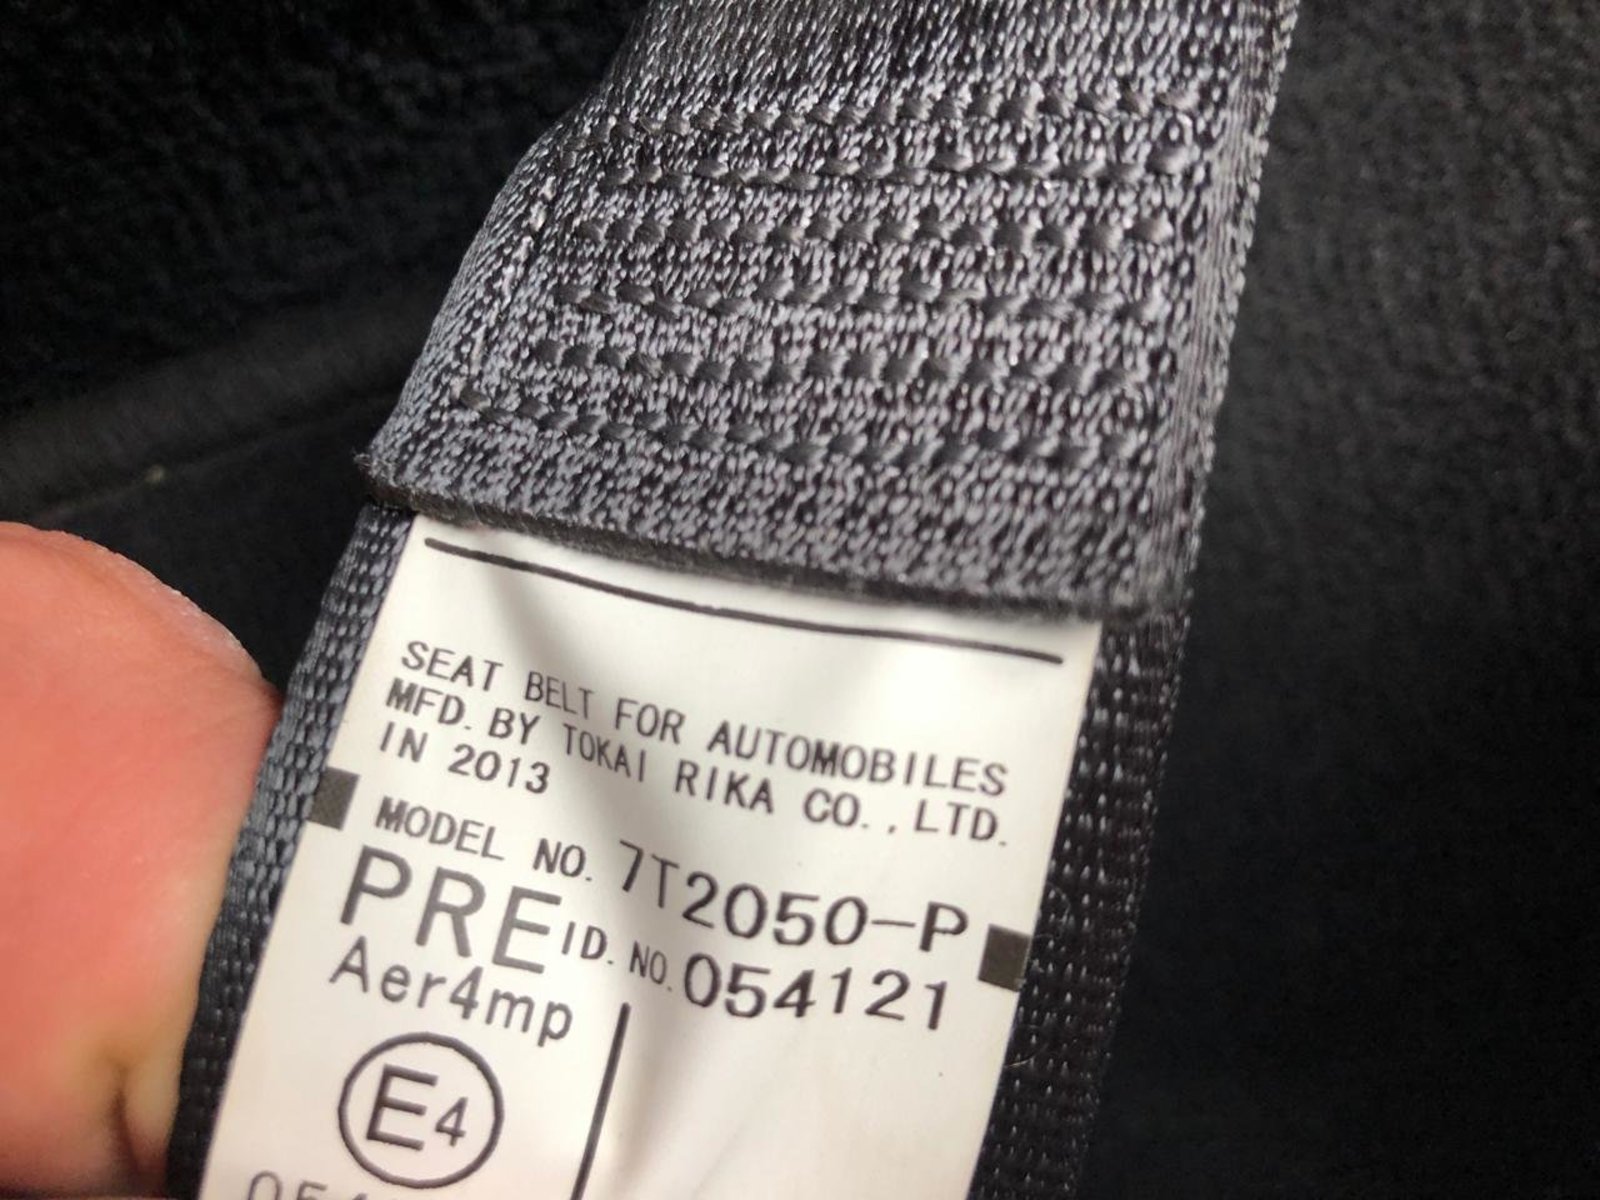 SEAT BELT FOR AUTOMOBILES
MFD. BY TOKAI RIKA CO., LTD.
IN 2013
MODEL NO. 7T2050-P
PRE ID. NO. 054121
Aer4mp
E4